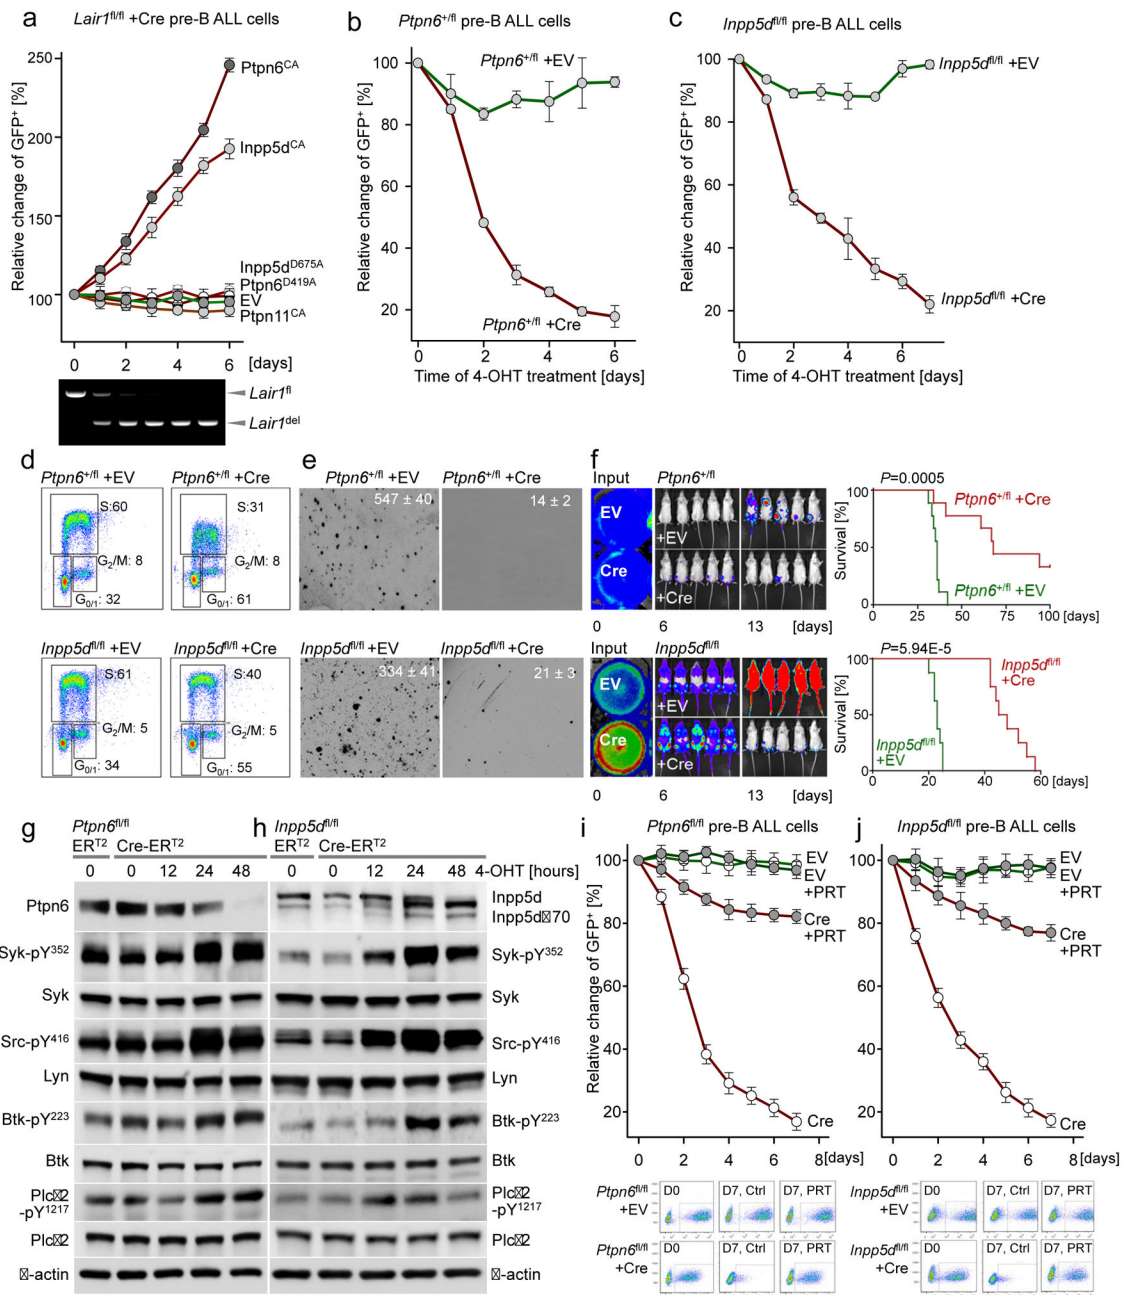 a
Lair1fl/fl +Cre pre-B ALL cells
Relative change of GFP+ [%]
250
200
150
100
Ptpn6CA
Inpp5dCA
Inpp5dD675A
Ptpn6D419A
EV
Ptpn11CA
0 2 4 6 [days]
Lair1fl
Lair1del
b
Ptpn6+/fl pre-B ALL cells
Relative change of GFP+ [%]
100
80
60
40
20
Ptpn6+/fl +EV
Ptpn6+/fl +Cre
0 2 4 6
Time of 4-OHT treatment [days]
c
Inpp5dfl/fl pre-B ALL cells
Relative change of GFP+ [%]
100
80
60
40
20
Inpp5dfl/fl +EV
Inpp5dfl/fl +Cre
0 2 4 6
Time of 4-OHT treatment [days]
d
Ptpn6+/fl +EV
S:60
G2/M: 8
G0/1: 32
Ptpn6+/fl +Cre
S:31
G2/M: 8
G0/1: 61
Inpp5dfl/fl +EV
S:61
G2/M: 5
G0/1: 34
Inpp5dfl/fl +Cre
S:40
G2/M: 5
G0/1: 55
e
Ptpn6+/fl +EV
547 ± 40
Ptpn6+/fl +Cre
14 ± 2
Inpp5dfl/fl +EV
334 ± 41
Inpp5dfl/fl +Cre
21 ± 3
f
Input
Ptpn6+/fl
EV
+EV
Cre
+Cre
0 6 13 [days]
Input
Inpp5dfl/fl
EV
+EV
Cre
+Cre
0 6 13 [days]
P=0.0005
Survival [%]
100
50
0
Ptpn6+/fl +Cre
Ptpn6+/fl +EV
0 25 50 75 100 [days]
P=5.94E-5
Survival [%]
100
50
0
Inpp5dfl/fl
+Cre
Inpp5dfl/fl
+EV
0 20 40 60 [days]
g
Ptpn6fl/fl
ERT2 Cre-ERT2
0 0 12 24 48
h
Inpp5dfl/fl
ERT2 Cre-ERT2
0 0 12 24 48 4-OHT [hours]
Ptpn6
Inpp5d
Inpp5d☒70
Syk-pY352
Syk-pY352
Syk
Syk
Src-pY416
Src-pY416
Lyn
Lyn
Btk-pY223
Btk-pY223
Btk
Btk
Plc☒2
-pY1217
Plc☒2
-pY1217
Plc☒2
Plc☒2
☒-actin
☒-actin
i
Ptpn6fl/fl pre-B ALL cells
Relative change of GFP+ [%]
100
80
60
40
20
EV
EV
+PRT
Cre
+PRT
Cre
0 2 4 6 8 [days]
Ptpn6fl/fl
+EV
D0
D7, Ctrl
D7, PRT
Ptpn6fl/fl
+Cre
D0
D7, Ctrl
D7, PRT
j
Inpp5dfl/fl pre-B ALL cells
100
80
60
40
20
EV
EV
+PRT
Cre
+PRT
Cre
0 2 4 6 8 [days]
Inpp5dfl/fl
+EV
D0
D7, Ctrl
D7, PRT
Inpp5dfl/fl
+Cre
D0
D7, Ctrl
D7, PRT